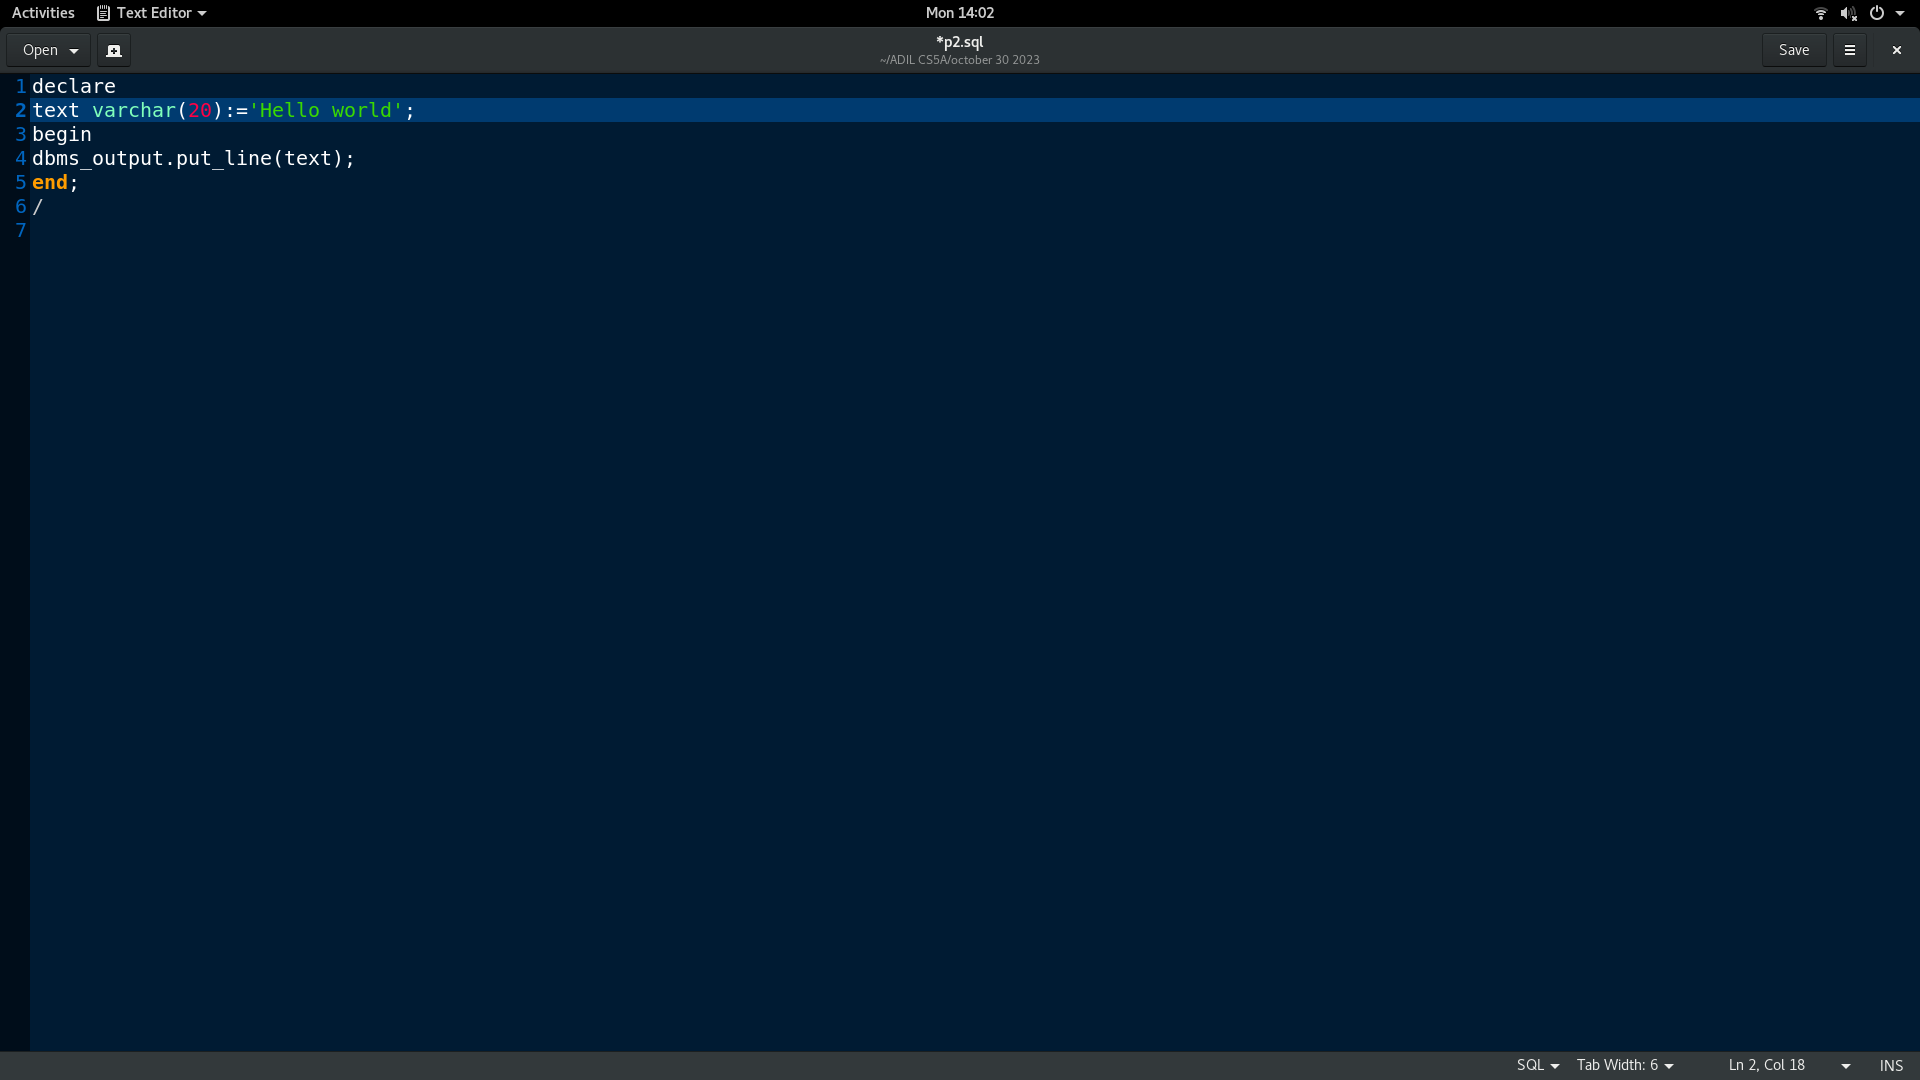 Activities Text Editor Mon 14:02
Open *p2.sql Save
~/ADIL CS5A/october 30 2023
1 declare
2 text varchar(20):='Hello world';
3 begin
4 dbms_output.put_line(text);
5 end;
6 /
7
SQL Tab Width: 6 Ln 2, Col 18 INS